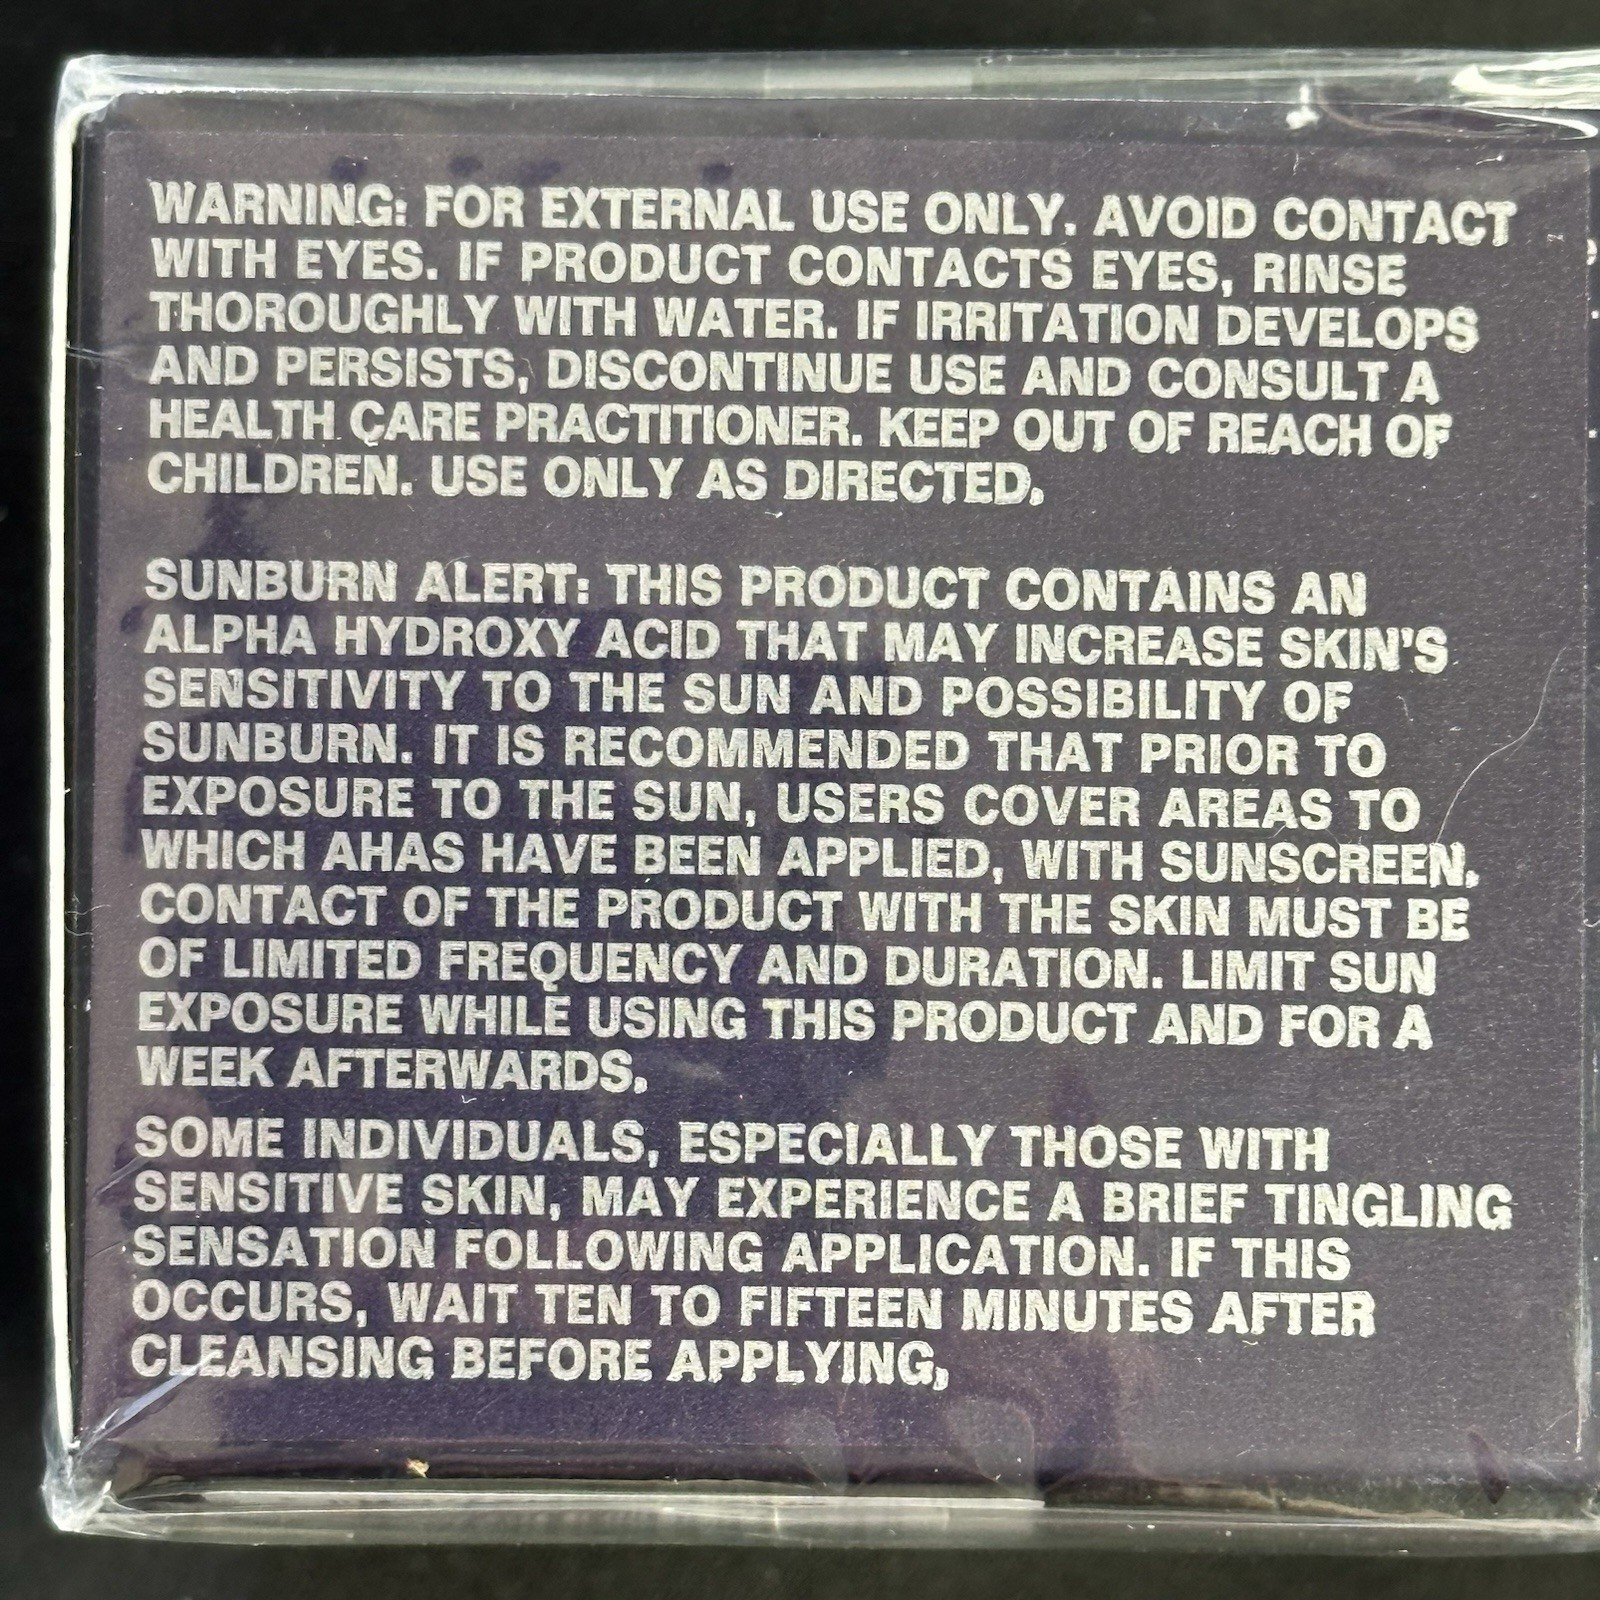 WARNING: FOR EXTERNAL USE ONLY. AVOID CONTACT
WITH EYES. IF PRODUCT CONTACTS EYES, RINSE
THOROUGHLY WITH WATER. IF IRRITATION DEVELOPS
AND PERSISTS, DISCONTINUE USE AND CONSULT A
HEALTH CARE PRACTITIONER. KEEP OUT OF REACH OF
CHILDREN. USE ONLY AS DIRECTED.
SUNBURN ALERT: THIS PRODUCT CONTAINS AN
ALPHA HYDROXY ACID THAT MAY INCREASE SKIN'S
SENSITIVITY TO THE SUN AND POSSIBILITY OF
SUNBURN. IT IS RECOMMENDED THAT PRIOR TO
EXPOSURE TO THE SUN, USERS COVER AREAS TO
WHICH AHAS HAVE BEEN APPLIED, WITH SUNSCREEN.
CONTACT OF THE PRODUCT WITH THE SKIN MUST BE
OF LIMITED FREQUENCY AND DURATION. LIMIT SUN
EXPOSURE WHILE USING THIS PRODUCT AND FOR A
WEEK AFTERWARDS.
SOME INDIVIDUALS, ESPECIALLY THOSE WITH
SENSITIVE SKIN, MAY EXPERIENCE A BRIEF TINGLING
SENSATION FOLLOWING APPLICATION. IF THIS
OCCURS, WAIT TEN TO FIFTEEN MINUTES AFTER
CLEANSING BEFORE APPLYING.